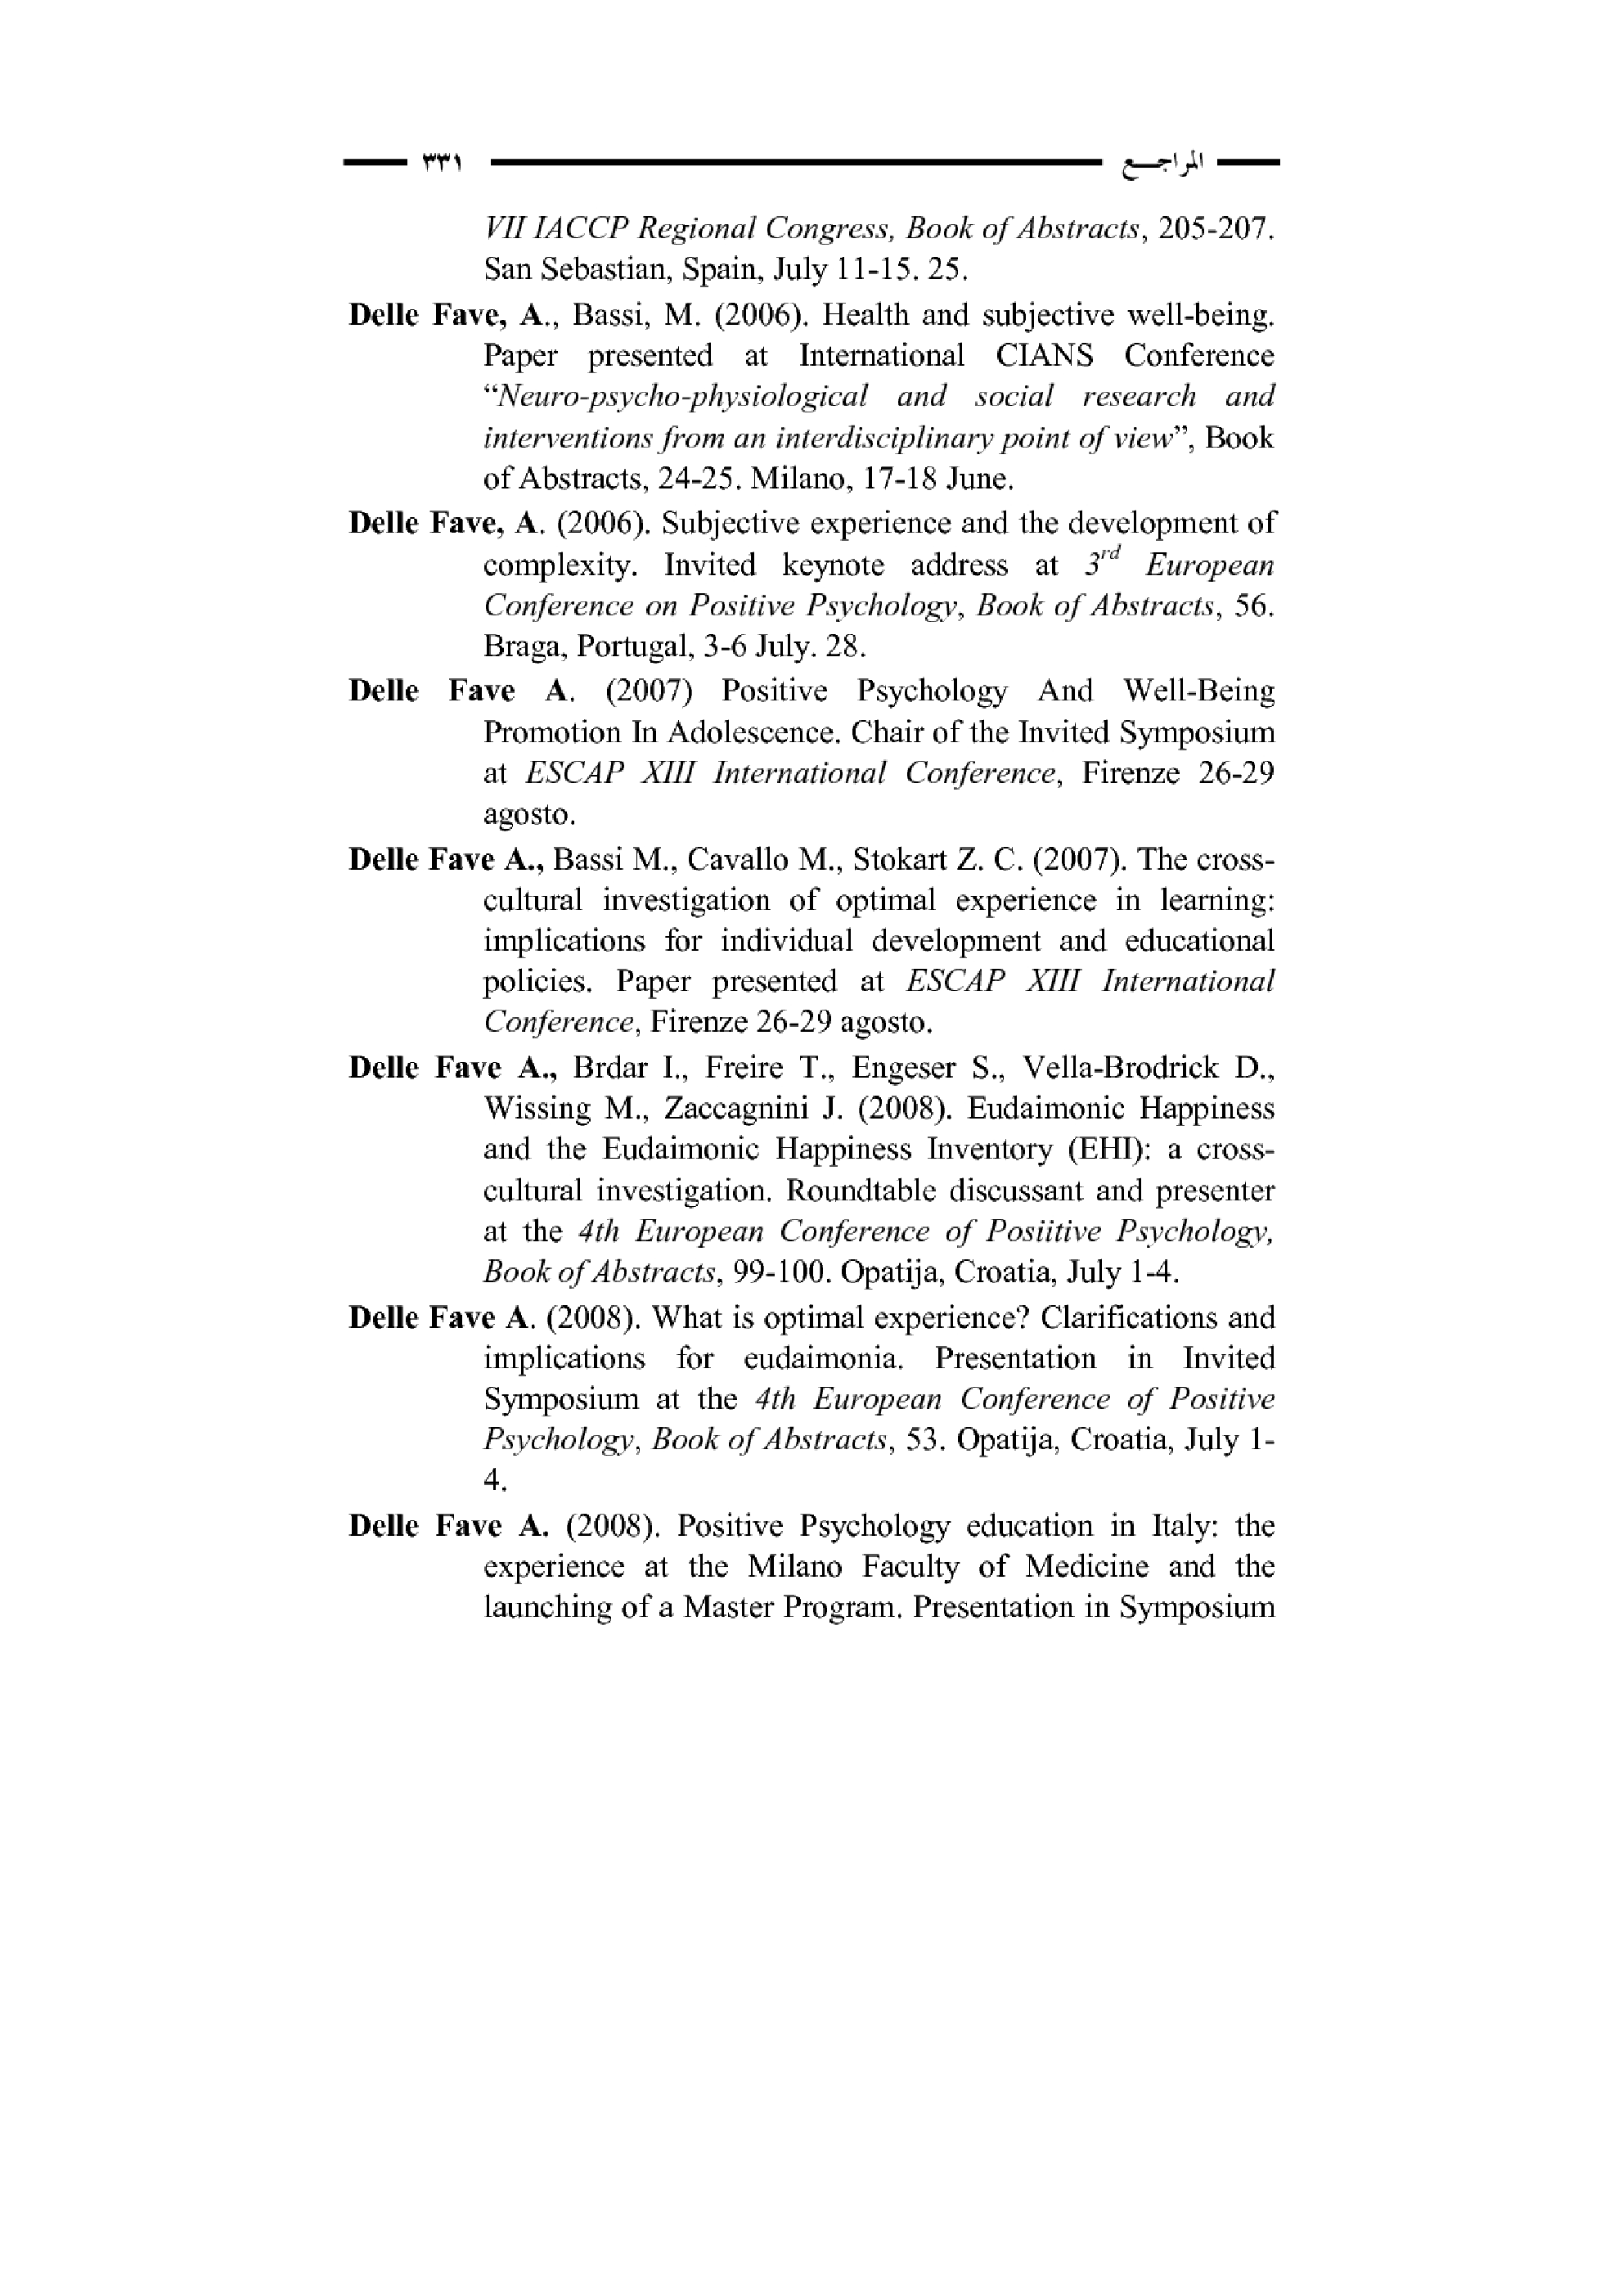 المراجـــع ٣٣١
VII IACCP Regional Congress, Book of Abstracts, 205-207.
San Sebastian, Spain, July 11-15. 25.
Delle Fave, A., Bassi, M. (2006). Health and subjective well-being.
Paper presented at International CIANS Conference
“Neuro-psycho-physiological and social research and
interventions from an interdisciplinary point of view”, Book
of Abstracts, 24-25. Milano, 17-18 June.
Delle Fave, A. (2006). Subjective experience and the development of
complexity. Invited keynote address at 3rd European
Conference on Positive Psychology, Book of Abstracts, 56.
Braga, Portugal, 3-6 July. 28.
Delle Fave A. (2007) Positive Psychology And Well-Being
Promotion In Adolescence. Chair of the Invited Symposium
at ESCAP XIII International Conference, Firenze 26-29
agosto.
Delle Fave A., Bassi M., Cavallo M., Stokart Z. C. (2007). The cross-
cultural investigation of optimal experience in learning:
implications for individual development and educational
policies. Paper presented at ESCAP XIII International
Conference, Firenze 26-29 agosto.
Delle Fave A., Brdar I., Freire T., Engeser S., Vella-Brodrick D.,
Wissing M., Zaccagnini J. (2008). Eudaimonic Happiness
and the Eudaimonic Happiness Inventory (EHI): a cross-
cultural investigation. Roundtable discussant and presenter
at the 4th European Conference of Posiitive Psychology,
Book of Abstracts, 99-100. Opatija, Croatia, July 1-4.
Delle Fave A. (2008). What is optimal experience? Clarifications and
implications for eudaimonia. Presentation in Invited
Symposium at the 4th European Conference of Positive
Psychology, Book of Abstracts, 53. Opatija, Croatia, July 1-
4.
Delle Fave A. (2008). Positive Psychology education in Italy: the
experience at the Milano Faculty of Medicine and the
launching of a Master Program. Presentation in Symposium